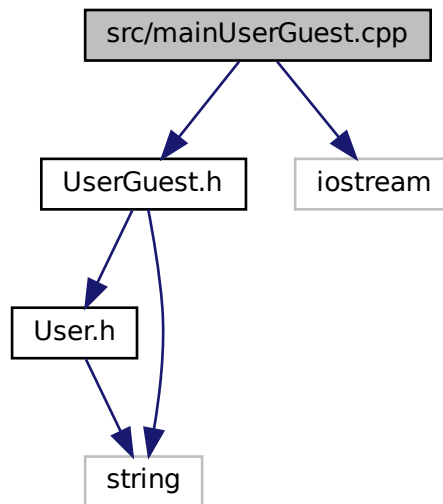 src/mainUserGuest.cpp
UserGuest.h
iostream
User.h
string